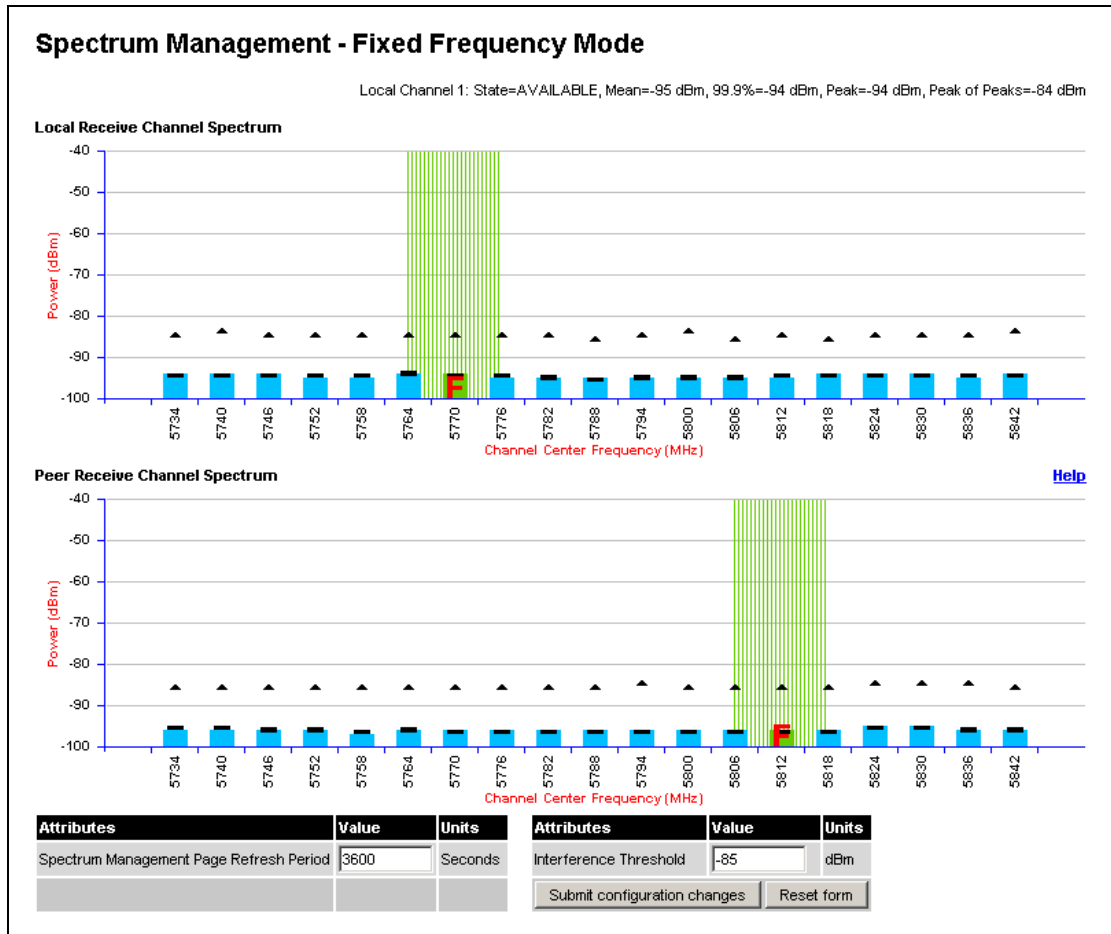 Spectrum Management - Fixed Frequency Mode
Local Channel 1: State=AVAILABLE, Mean=-95 dBm, 99.9%=-94 dBm, Peak=-94 dBm, Peak of Peaks=-84 dBm
Local Receive Channel Spectrum
-40
-50
-60
-70
-80
-90
-100
Power (dBm)
F
5734 5740 5746 5752 5758 5764 5770 5776 5782 5788 5794 5800 5806 5812 5818 5824 5830 5836 5842
Channel Center Frequency (MHz)
Peer Receive Channel Spectrum Help
-40
-50
-60
-70
-80
-90
-100
Power (dBm)
F
5734 5740 5746 5752 5758 5764 5770 5776 5782 5788 5794 5800 5806 5812 5818 5824 5830 5836 5842
Channel Center Frequency (MHz)
Attributes Value Units
Spectrum Management Page Refresh Period 3600 Seconds
Attributes Value Units
Interference Threshold -85 dBm
Submit configuration changes Reset form